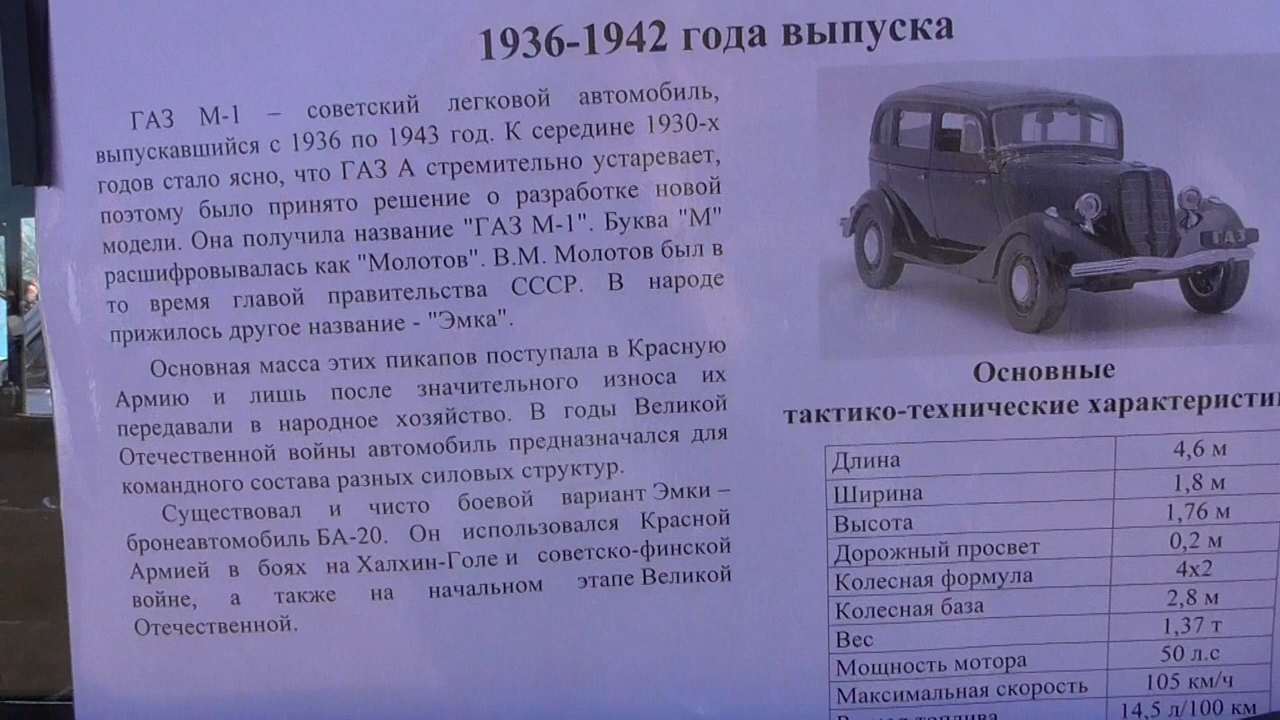 1936-1942 года выпуска
ГАЗ М-1 – советский легковой автомобиль,
выпускавшийся с 1936 по 1943 год. К середине 1930-х
годов стало ясно, что ГАЗ А стремительно устаревает,
поэтому было принято решение о разработке новой
модели. Она получила название "ГАЗ М-1". Буква "М"
расшифровывалась как "Молотов". В.М. Молотов был в
то время главой правительства СССР. В народе
прижилось другое название - "Эмка".
Основная масса этих пикапов поступала в Красную
Армию и лишь после значительного износа их
передавали в народное хозяйство. В годы Великой
Отечественной войны автомобиль предназначался для
командного состава разных силовых структур.
Существовал и чисто боевой вариант Эмки –
бронеавтомобиль БА-20. Он использовался Красной
Армией в боях на Халхин-Голе и советско-финской
войне, а также на начальном этапе Великой
Отечественной.
ГАЗ
Основные
тактико-технические характеристи
Длина 4,6 м
Ширина 1,8 м
Высота 1,76 м
Дорожный просвет 0,2 м
Колесная формула 4х2
Колесная база 2,8 м
Вес 1,37 т
Мощность мотора 50 л.с
Максимальная скорость 105 км/ч
топлива 14,5 л/100 км